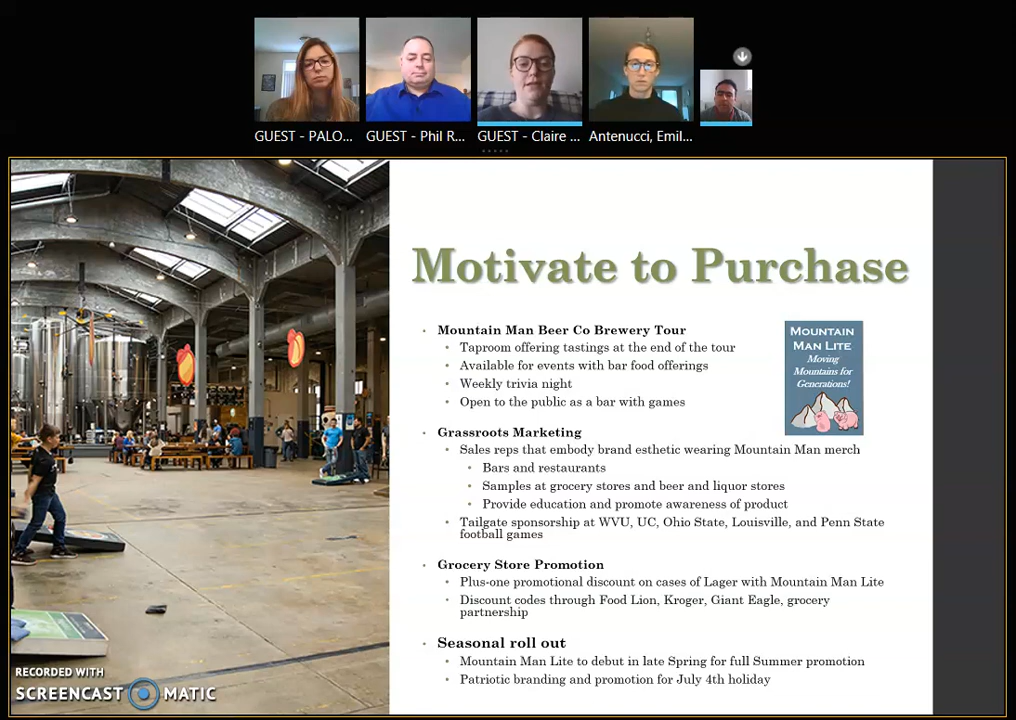 GUEST - PALO...
GUEST - Phil R...
GUEST - Claire ...
Antenucci, Emil...
Motivate to Purchase
Mountain Man Beer Co Brewery Tour
Taproom offering tastings at the end of the tour
Available for events with bar food offerings
Weekly trivia night
Open to the public as a bar with games
MOUNTAIN
MAN LITE
Moving
Mountains for
Generations!
Grassroots Marketing
Sales reps that embody brand esthetic wearing Mountain Man merch
Bars and restaurants
Samples at grocery stores and beer and liquor stores
Provide education and promote awareness of product
Tailgate sponsorship at WVU, UC, Ohio State, Louisville, and Penn State
football games
Grocery Store Promotion
Plus-one promotional discount on cases of Lager with Mountain Man Lite
Discount codes through Food Lion, Kroger, Giant Eagle, grocery
partnership
Seasonal roll out
Mountain Man Lite to debut in late Spring for full Summer promotion
Patriotic branding and promotion for July 4th holiday
RECORDED WITH
SCREENCAST MATIC